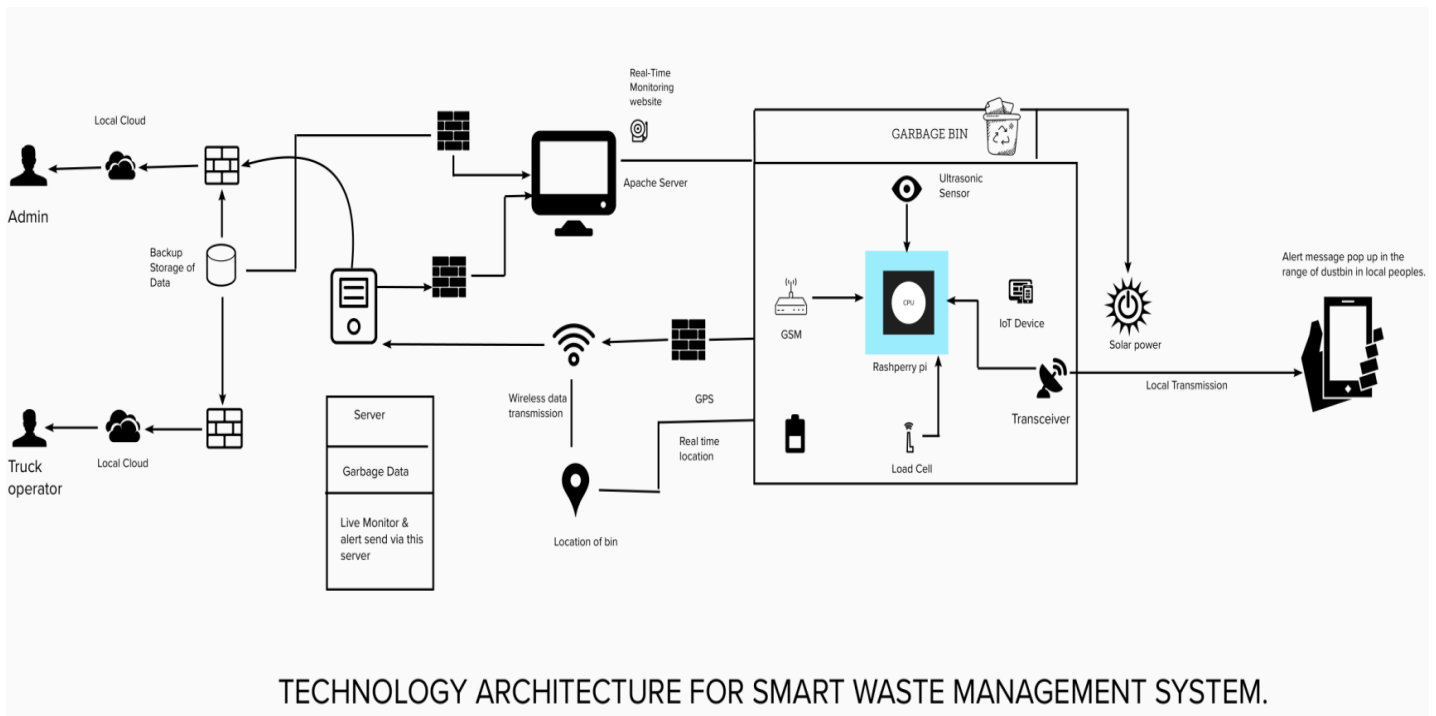 Real-Time
Monitoring
website
Local Cloud
GARBAGE BIN
Apache Server
Ultrasonic
Sensor
Admin
Backup
Storage of
Data
Alert message pop up in the
range of dustbin in local peoples.
CPU
GSM
IoT Device
Solar power
Rashperry pi
Local Transmission
Wireless data
transmission
GPS
Transceiver
Server
Real time
location
Local Cloud
Truck
operator
Garbage Data
Load Cell
Live Monitor &
alert send via this
server
Location of bin
TECHNOLOGY ARCHITECTURE FOR SMART WASTE MANAGEMENT SYSTEM.